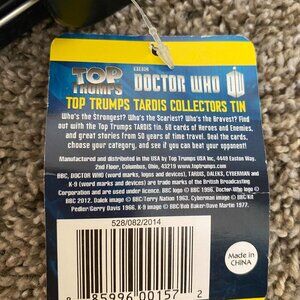 TOP
TRUMPS
BBC
DOCTOR WHO
DW
TOP TRUMPS TARDIS COLLECTORS TIN
Who's the Strongest? Who's the Scariest? Who's the Bravest? Find
out with the Top Trumps TARDIS tin. 60 cards of Heroes and Enemies,
and great stories from 50 years of time travel. Deal the cards,
choose your category, and see if you can beat your opponent!
Manufactured and distributed in the USA by Top Trumps USA Inc, 4449 Easton Way,
2nd Floor, Columbus, Ohio, 43219 www.toptrumps.com
BBC, DOCTOR WHO (word marks, logos and devices), TARDIS, DALEKS, CYBERMAN and
K-9 (word marks and devices) are trade marks of the British Broadcasting
Corporation and are used under licence. BBC logo © BBC 1996. Doctor Who logo ©
BBC 2012. Dalek image © BBC/Terry Nation 1963. Cyberman image © BBC/Kit
Pedler/Gerry Davis 1966. K-9 image © BBC/Bob Baker/Dave Martin 1977.
528/082/2014
Made in
CHINA
85996 00157 2